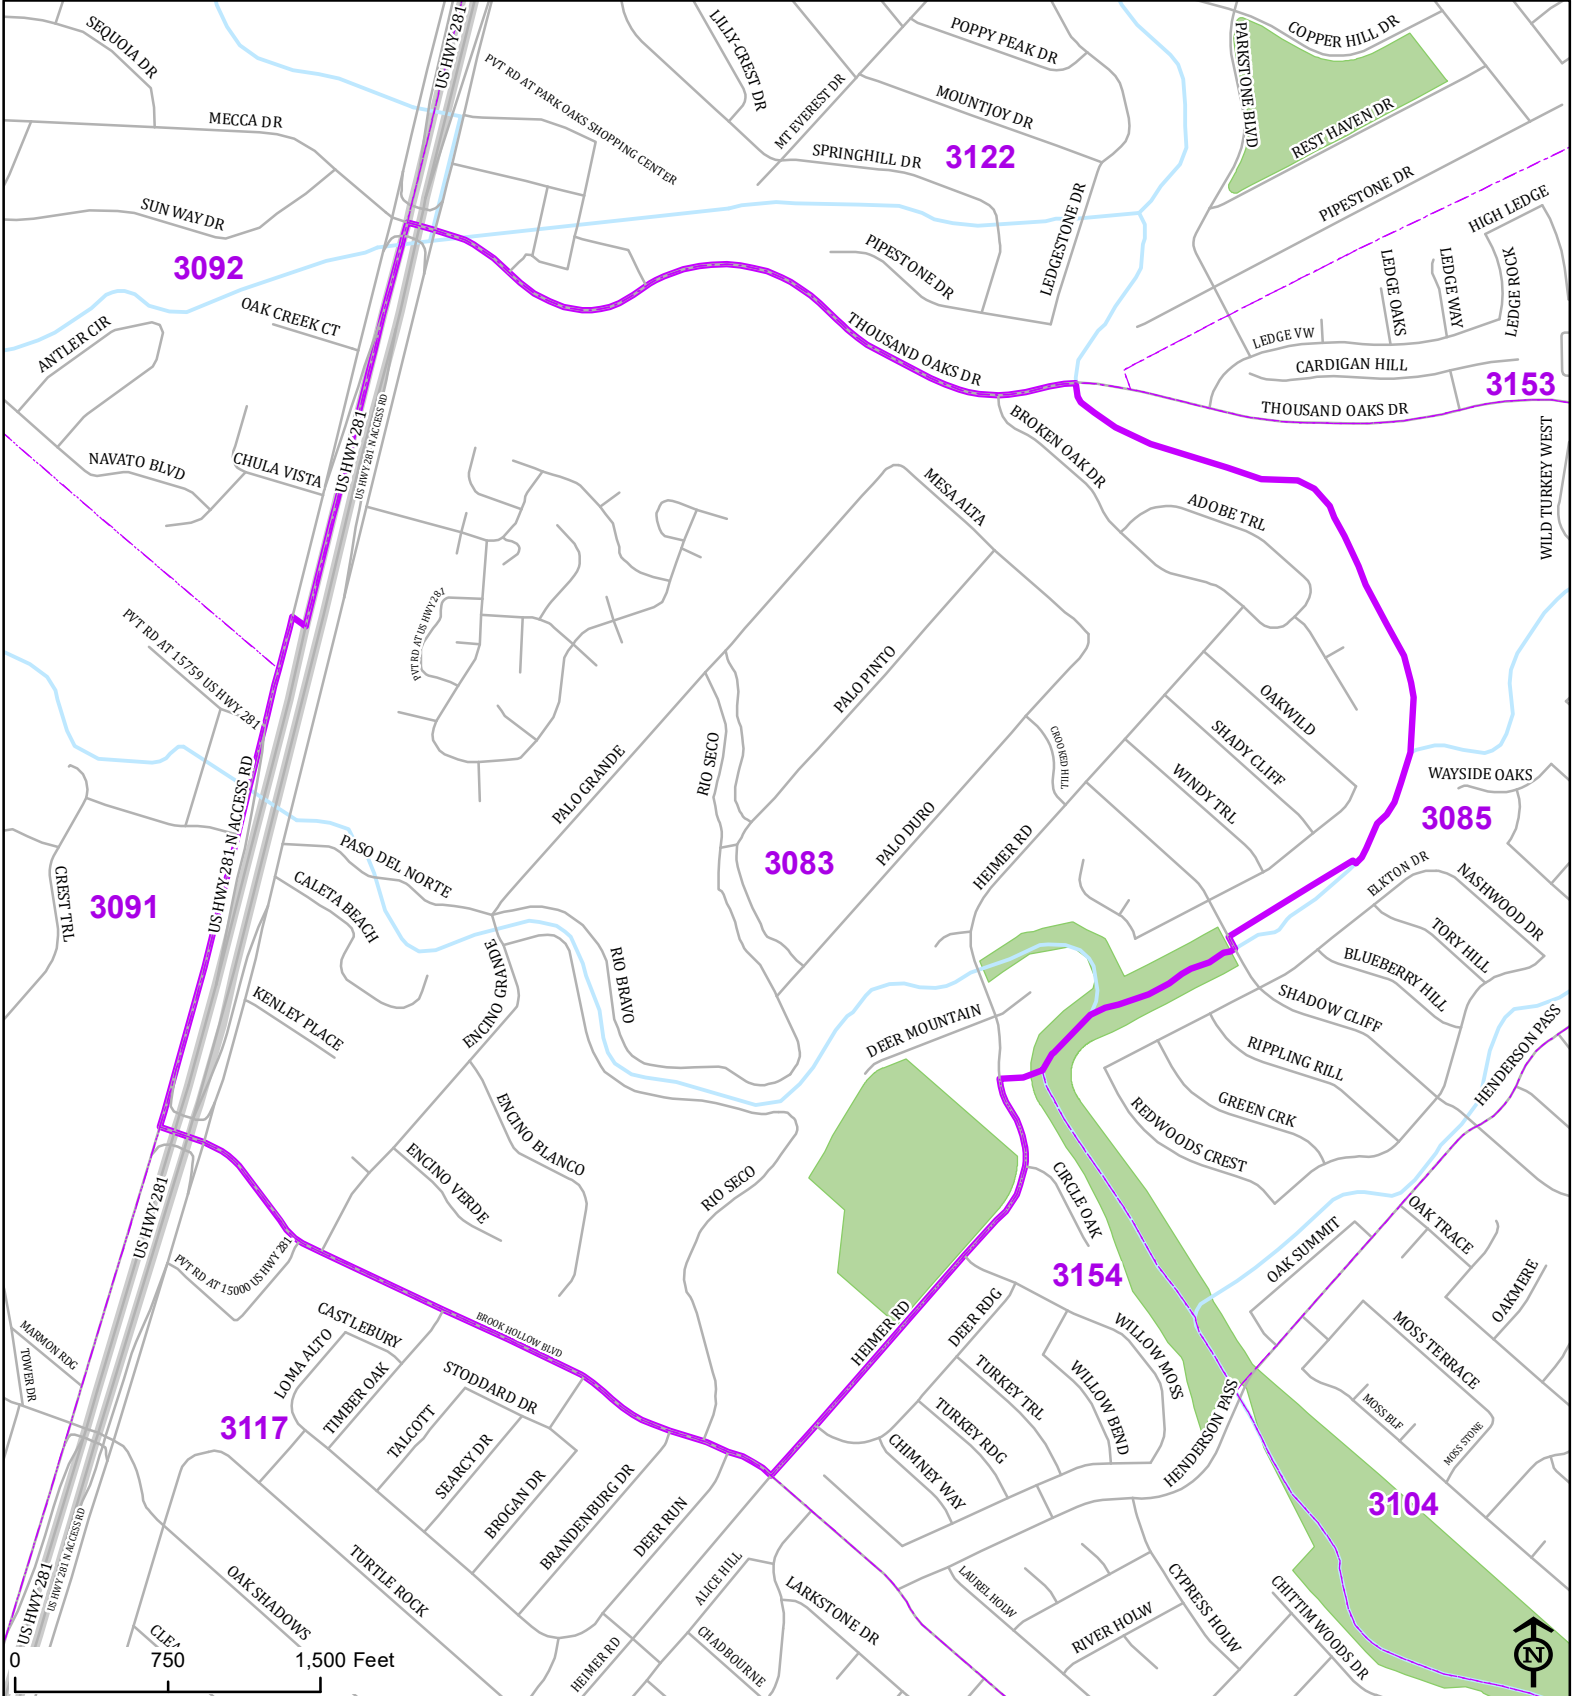 SEQUOIA DR
US HWY 281
PVT RD AT PARK OAKS SHOPPING CENTER
LILLY-CREST DR
POPPY PEAK DR
COPPER HILL DR
PARKSTONE BLVD
MECCA DR
MT EVEREST DR
MOUNTJOY DR
REST HAVEN DR
SPRINGHILL DR
3122
PIPESTONE DR
SUN WAY DR
LEDGESTONE DR
HIGH LEDGE
3092
PIPESTONE DR
LEDGE OAKS
LEDGE WAY
LEDGE ROCK
OAK CREEK CT
ANTLER CIR
THOUSAND OAKS DR
LEDGE VW
CARDIGAN HILL
3153
THOUSAND OAKS DR
US HWY 281
US HWY 281 N ACCESS RD
BROKEN OAK DR
WILD TURKEY WEST
NAVATO BLVD
CHULA VISTA
MESA ALTA
ADOBE TRL
PVT RD AT US HWY 281
PVT RD AT 15759 US HWY 281
PALO PINTO
OAKWILD
SHADY CLIFF
CROOKED HILL
RIO SECO
PALO GRANDE
WINDY TRL
WAYSIDE OAKS
3085
US HWY 281 N ACCESS RD
PALO DURO
HEIMER RD
3083
PASO DEL NORTE
ELKTON DR
NASHWOOD DR
CREST TRL
3091
CALETA BEACH
TORY HILL
BLUEBERRY HILL
ENCINO GRANDE
RIO BRAVO
SHADOW CLIFF
KENLEY PLACE
DEER MOUNTAIN
RIPPLING RILL
HENDERSON PASS
GREEN CRK
REDWOODS CREST
ENCINO BLANCO
ENCINO VERDE
RIO SECO
CIRCLE OAK
US HWY 281
PVT RD AT 15000 US HWY 281
3154
OAK SUMMIT
OAK TRACE
OAKMERE
CASTLEBURY
BROOK HOLLOW BLVD
HEIMER RD
DEER RDG
WILLOW MOSS
MARMON RDG
TOWER DR
LOMA ALTO
TIMBER OAK
STODDARD DR
TURKEY TRL
WILLOW BEND
MOSS TERRACE
3117
TALCOTT
SEARCY DR
BROGAN DR
BRANDENBURG DR
DEER RUN
TURKEY RDG
CHIMNEY WAY
HENDERSON PASS
MOSS BLF
MOSS STONE
3104
US HWY 281
US HWY 281 N ACCESS RD
OAK SHADOWS
TURTLE ROCK
ALICE HILL
LARKSTONE DR
LAUREL HOLW
RIVER HOLW
CYPRESS HOLW
CHITTIM WOODS DR
CLEA
HEIMER RD
CHADBOURNE
0 750 1,500 Feet
N